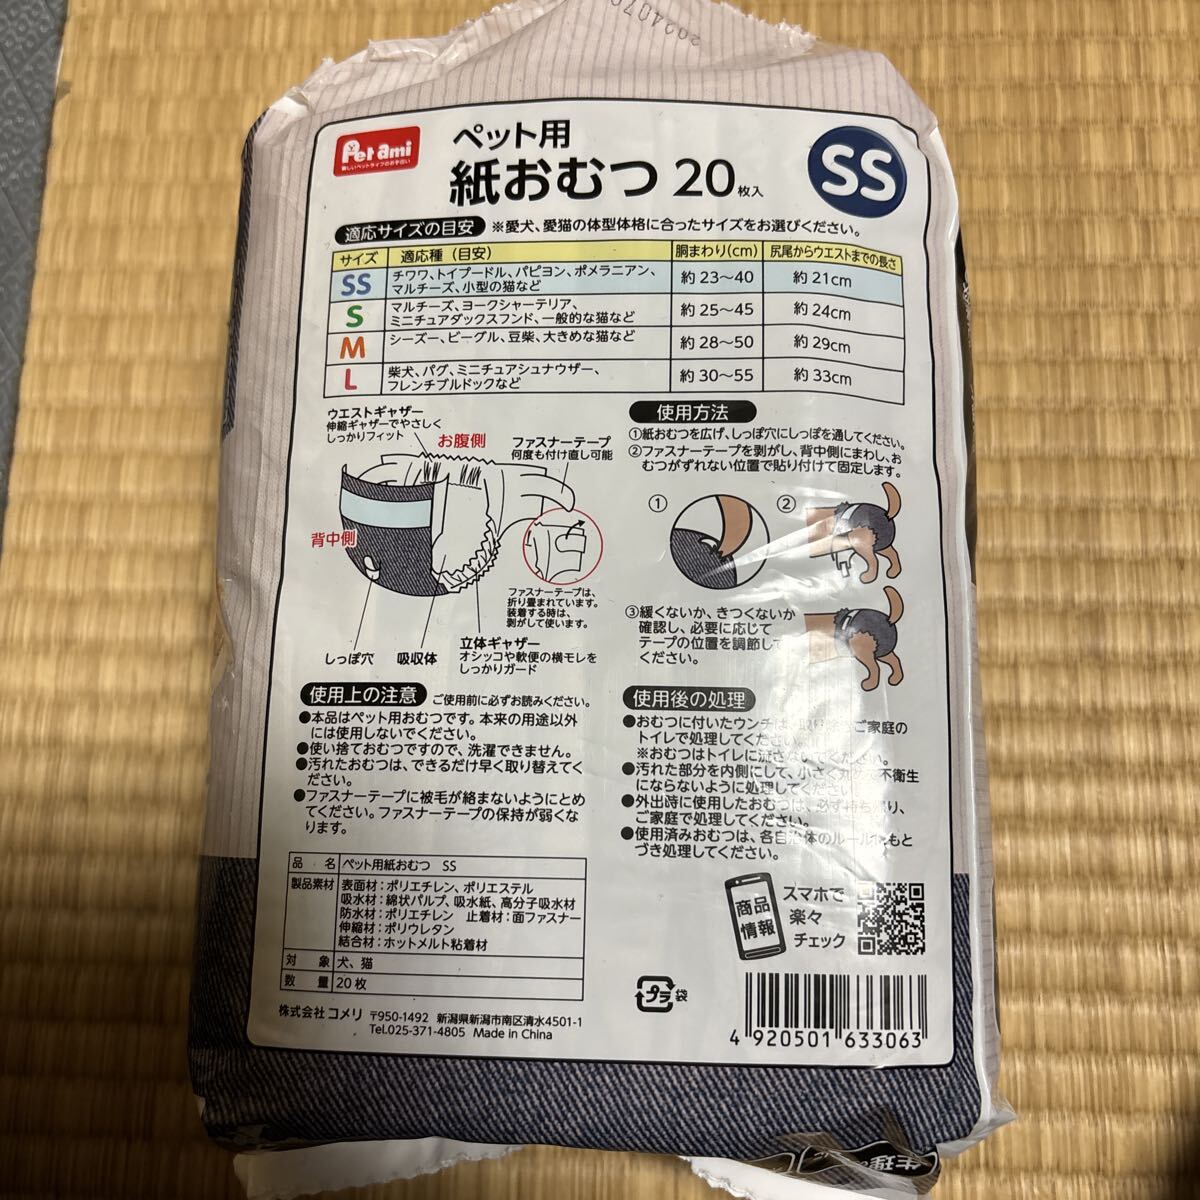 Pet ami
ペット用
紙おむつ 20枚入
SS
適応サイズの目安 ※愛犬、愛猫の体型体格に合ったサイズをお選びください。
サイズ 適応種(目安) 胴まわり(cm) 尻尾からウエストまでの長さ
SS チワワ、トイプードル、パピヨン、ポメラニアン、マルチーズ、小型の猫など 約23〜40 約21cm
S マルチーズ、ヨークシャーテリア、ミニチュアダックスフンド、一般的な猫など 約25〜45 約24cm
M シーズー、ビーグル、豆柴、大きめな猫など 約28〜50 約29cm
L 柴犬、パグ、ミニチュアシュナウザー、フレンチブルドックなど 約30〜55 約33cm
ウエストギャザー
伸縮ギャザーでやさしく
しっかりフィット
お腹側
ファスナーテープ
何度も付け直し可能
背中側
ファスナーテープは、
折り畳まれています。
装着する時は、
剥がして使います。
しっぽ穴
吸収体
立体ギャザー
オシッコや軟便の横モレを
しっかりガード
使用方法
①紙おむつを広げ、しっぽ穴にしっぽを通してください。
②ファスナーテープを剥がし、背中側にまわし、お
むつがずれない位置で貼り付けて固定します。
① ②
③緩くないか、きつくないか
確認し、必要に応じて
テープの位置を調節して
ください。
使用上の注意 ご使用前に必ずお読みください。
●本品はペット用おむつです。本来の用途以外
には使用しないでください。
●使い捨ておむつですので、洗濯できません。
●汚れたおむつは、できるだけ早く取り替えてく
ださい。
●ファスナーテープに被毛が絡まないようにとめ
てください。ファスナーテープの保持が弱くな
ります。
使用後の処理
●おむつに付いたウンチは、取り除きご家庭の
トイレで処理してください。
※おむつはトイレに流さないでください。
●汚れた部分を内側にして、小さく丸め、不衛生
にならないように処理してください。
●外出時に使用したおむつは、必ず持ち帰り、
ご家庭で処理してください。
●使用済みおむつは、各自治体のルールにもと
づき処理してください。
品名 ペット用紙おむつ SS
製品素材 表面材:ポリエチレン、ポリエステル
吸水材:綿状パルプ、吸水紙、高分子吸水材
防水材:ポリエチレン 止着材:面ファスナー
伸縮材:ポリウレタン
結合材:ホットメルト粘着材
対象 犬、猫
数量 20枚
株式会社コメリ 〒950-1492 新潟県新潟市南区清水4501-1
Tel.025-371-4805 Made in China
商品
情報
スマホで
楽々
チェック
プラ 袋
4 920501 633063